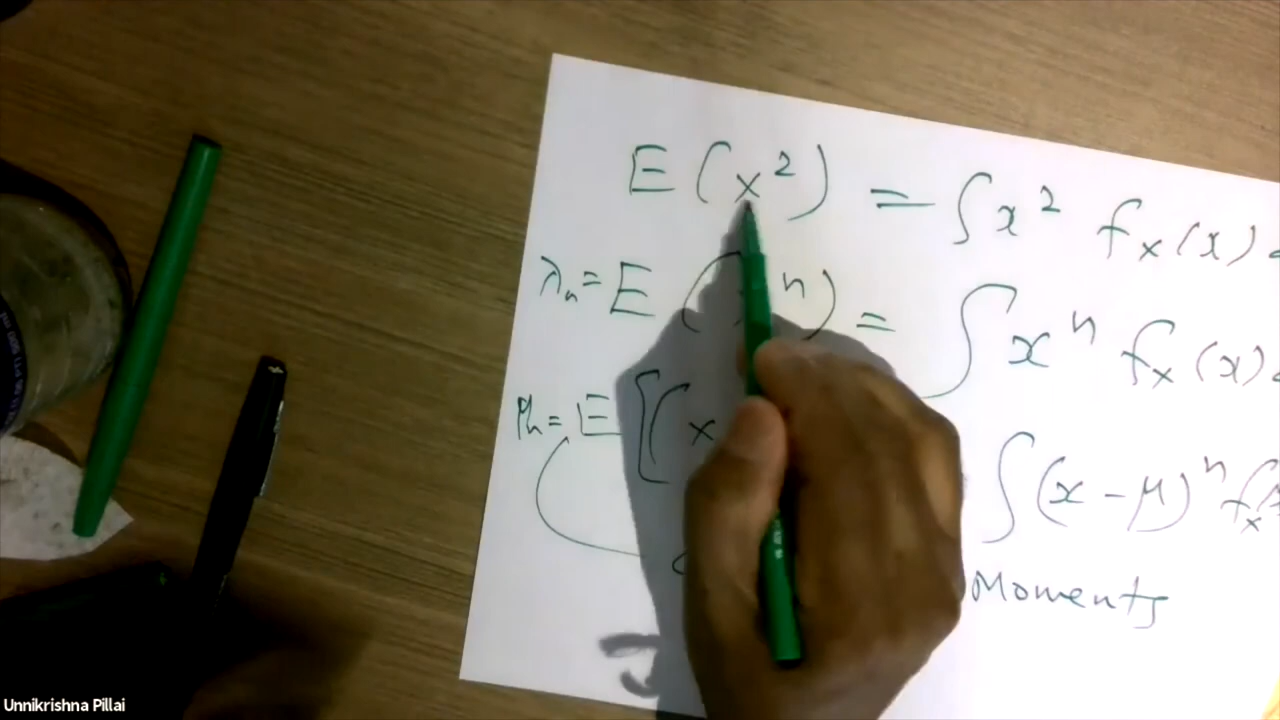 E(x²) = ∫x² fₓ(x)
λₙ = E ( ⁿ) = ∫ xⁿ fₓ(x)
μₙ = E [(x ∫(x-μ)ⁿ fₓ
Moments
Unnikrishna Pillai